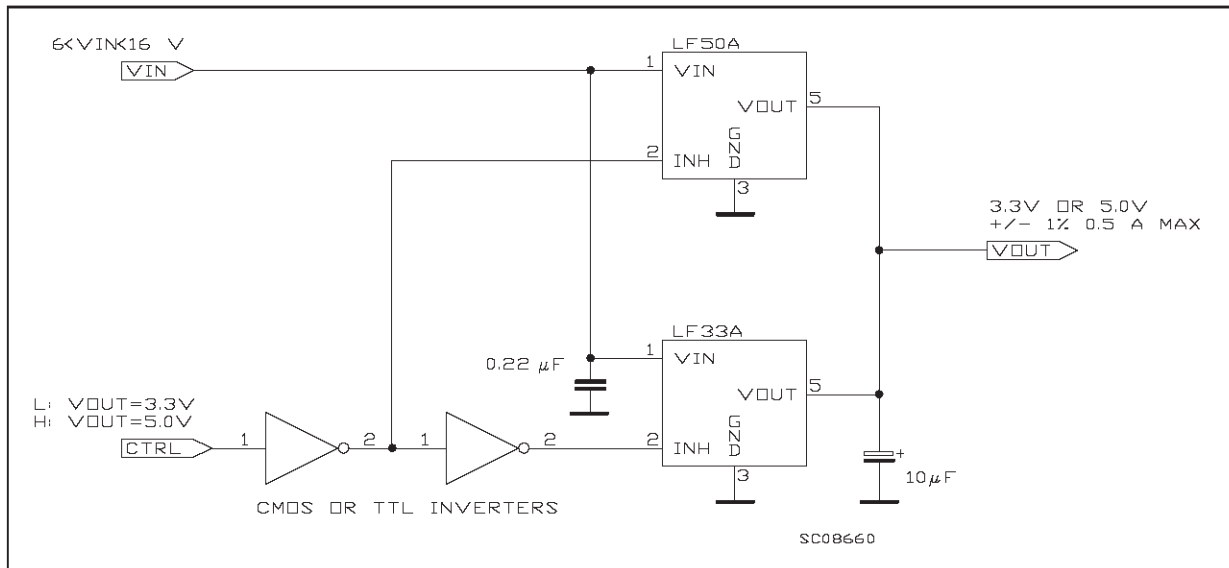 6<VIN<16 V
VIN
LF50A
1
VIN
VOUT
5
2
INH
GND
3
3.3V OR 5.0V
+/- 1% 0.5 A MAX
VOUT
LF33A
0.22 µF
1
VIN
VOUT
5
L: VOUT=3.3V
H: VOUT=5.0V
CTRL
1
2
1
2
2
INH
GND
3
+
10µF
CMOS OR TTL INVERTERS
SC08660